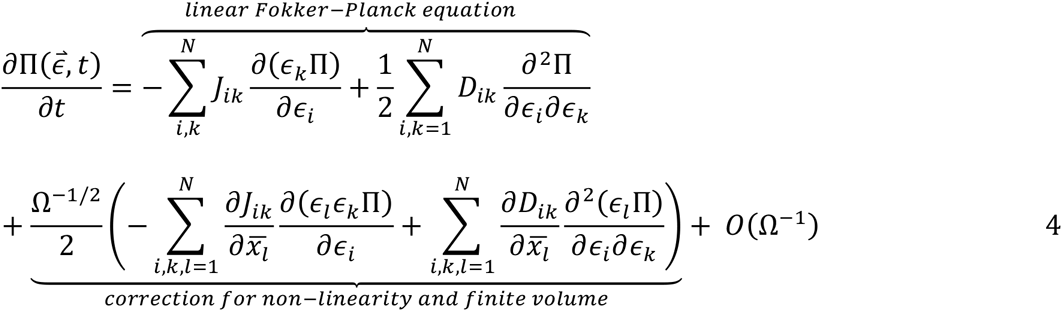 linear Fokker−Planck equation
∂Π(ϵ⃗, t)/∂t = −∑_{i,k}^{N} J_{ik} ∂(ϵ_k Π)/∂ϵ_i + 1/2 ∑_{i,k=1}^{N} D_{ik} ∂²Π/∂ϵ_i ∂ϵ_k
+ Ω^{−1/2}/2 (−∑_{i,k,l=1}^{N} ∂J_{ik}/∂x̅_l ∂(ϵ_l ϵ_k Π)/∂ϵ_i + ∑_{i,k,l=1}^{N} ∂D_{ik}/∂x̅_l ∂²(ϵ_l Π)/∂ϵ_i ∂ϵ_k) + O(Ω^{−1}) 4
correction for non−linearity and finite volume